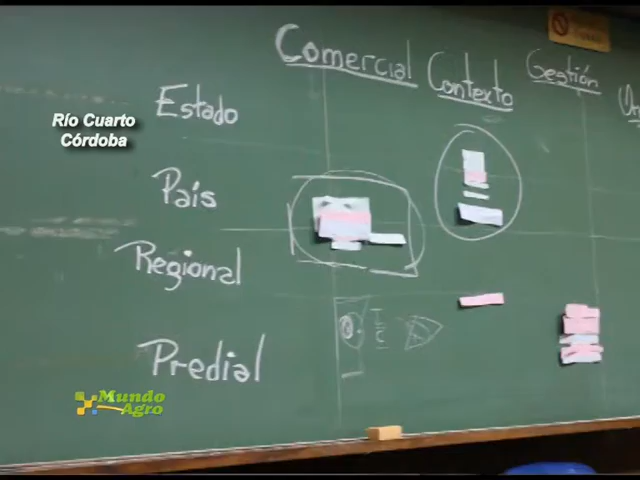 Comercial
Contexto
Gestión
Estado
Río Cuarto
Córdoba
País
Regional
Predial
Mundo
Agro